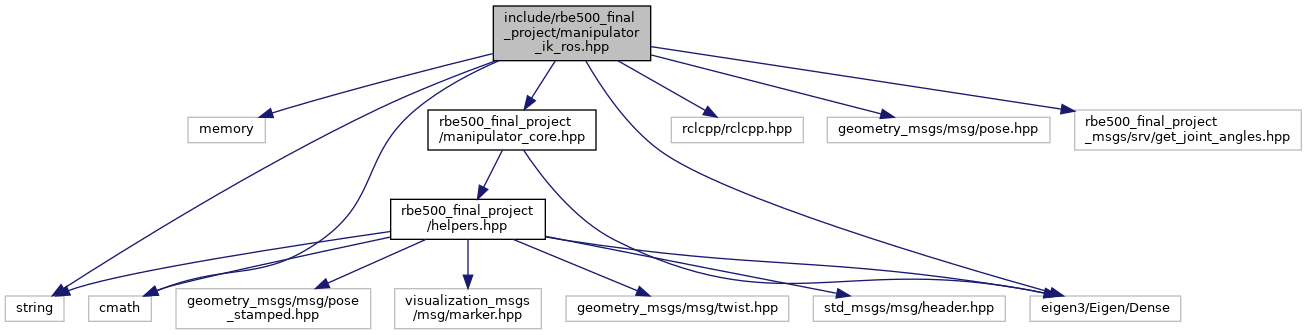 include/rbe500_final
_project/manipulator
_ik_ros.hpp
memory
rbe500_final_project
/manipulator_core.hpp
rclcpp/rclcpp.hpp
geometry_msgs/msg/pose.hpp
rbe500_final_project
_msgs/srv/get_joint_angles.hpp
rbe500_final_project
/helpers.hpp
string
cmath
geometry_msgs/msg/pose
_stamped.hpp
visualization_msgs
/msg/marker.hpp
geometry_msgs/msg/twist.hpp
std_msgs/msg/header.hpp
eigen3/Eigen/Dense